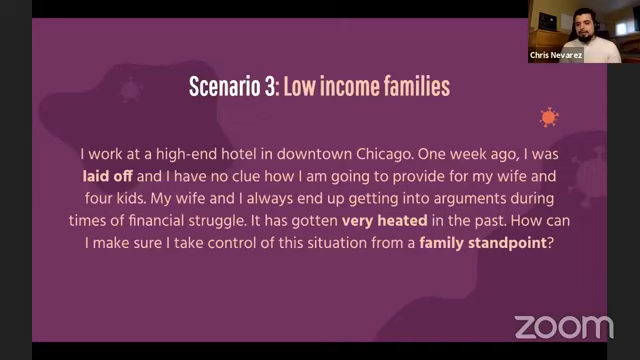 Chris Nevarez
Scenario 3: Low income families
I work at a high-end hotel in downtown Chicago. One week ago, I was
laid off and I have no clue how I am going to provide for my wife and
four kids. My wife and I always end up getting into arguments during
times of financial struggle. It has gotten very heated in the past. How can
I make sure I take control of this situation from a family standpoint?
zoom